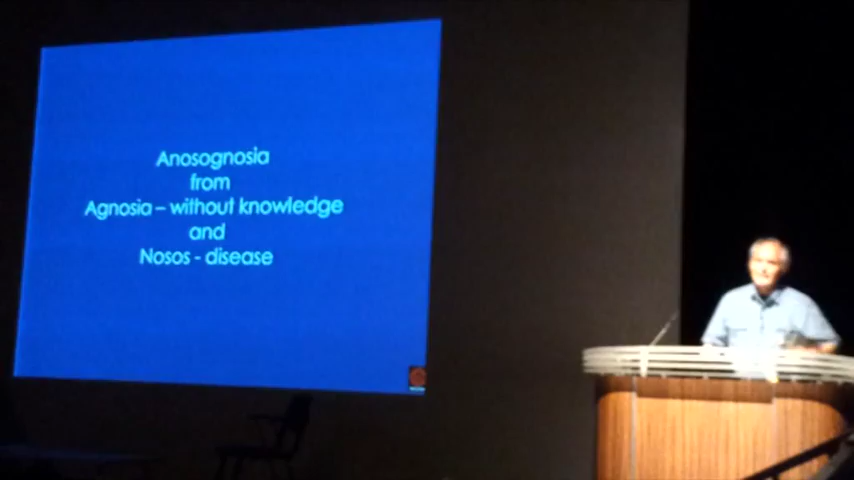 Anosognosia
from
Agnosia – without knowledge
and
Nosos - disease